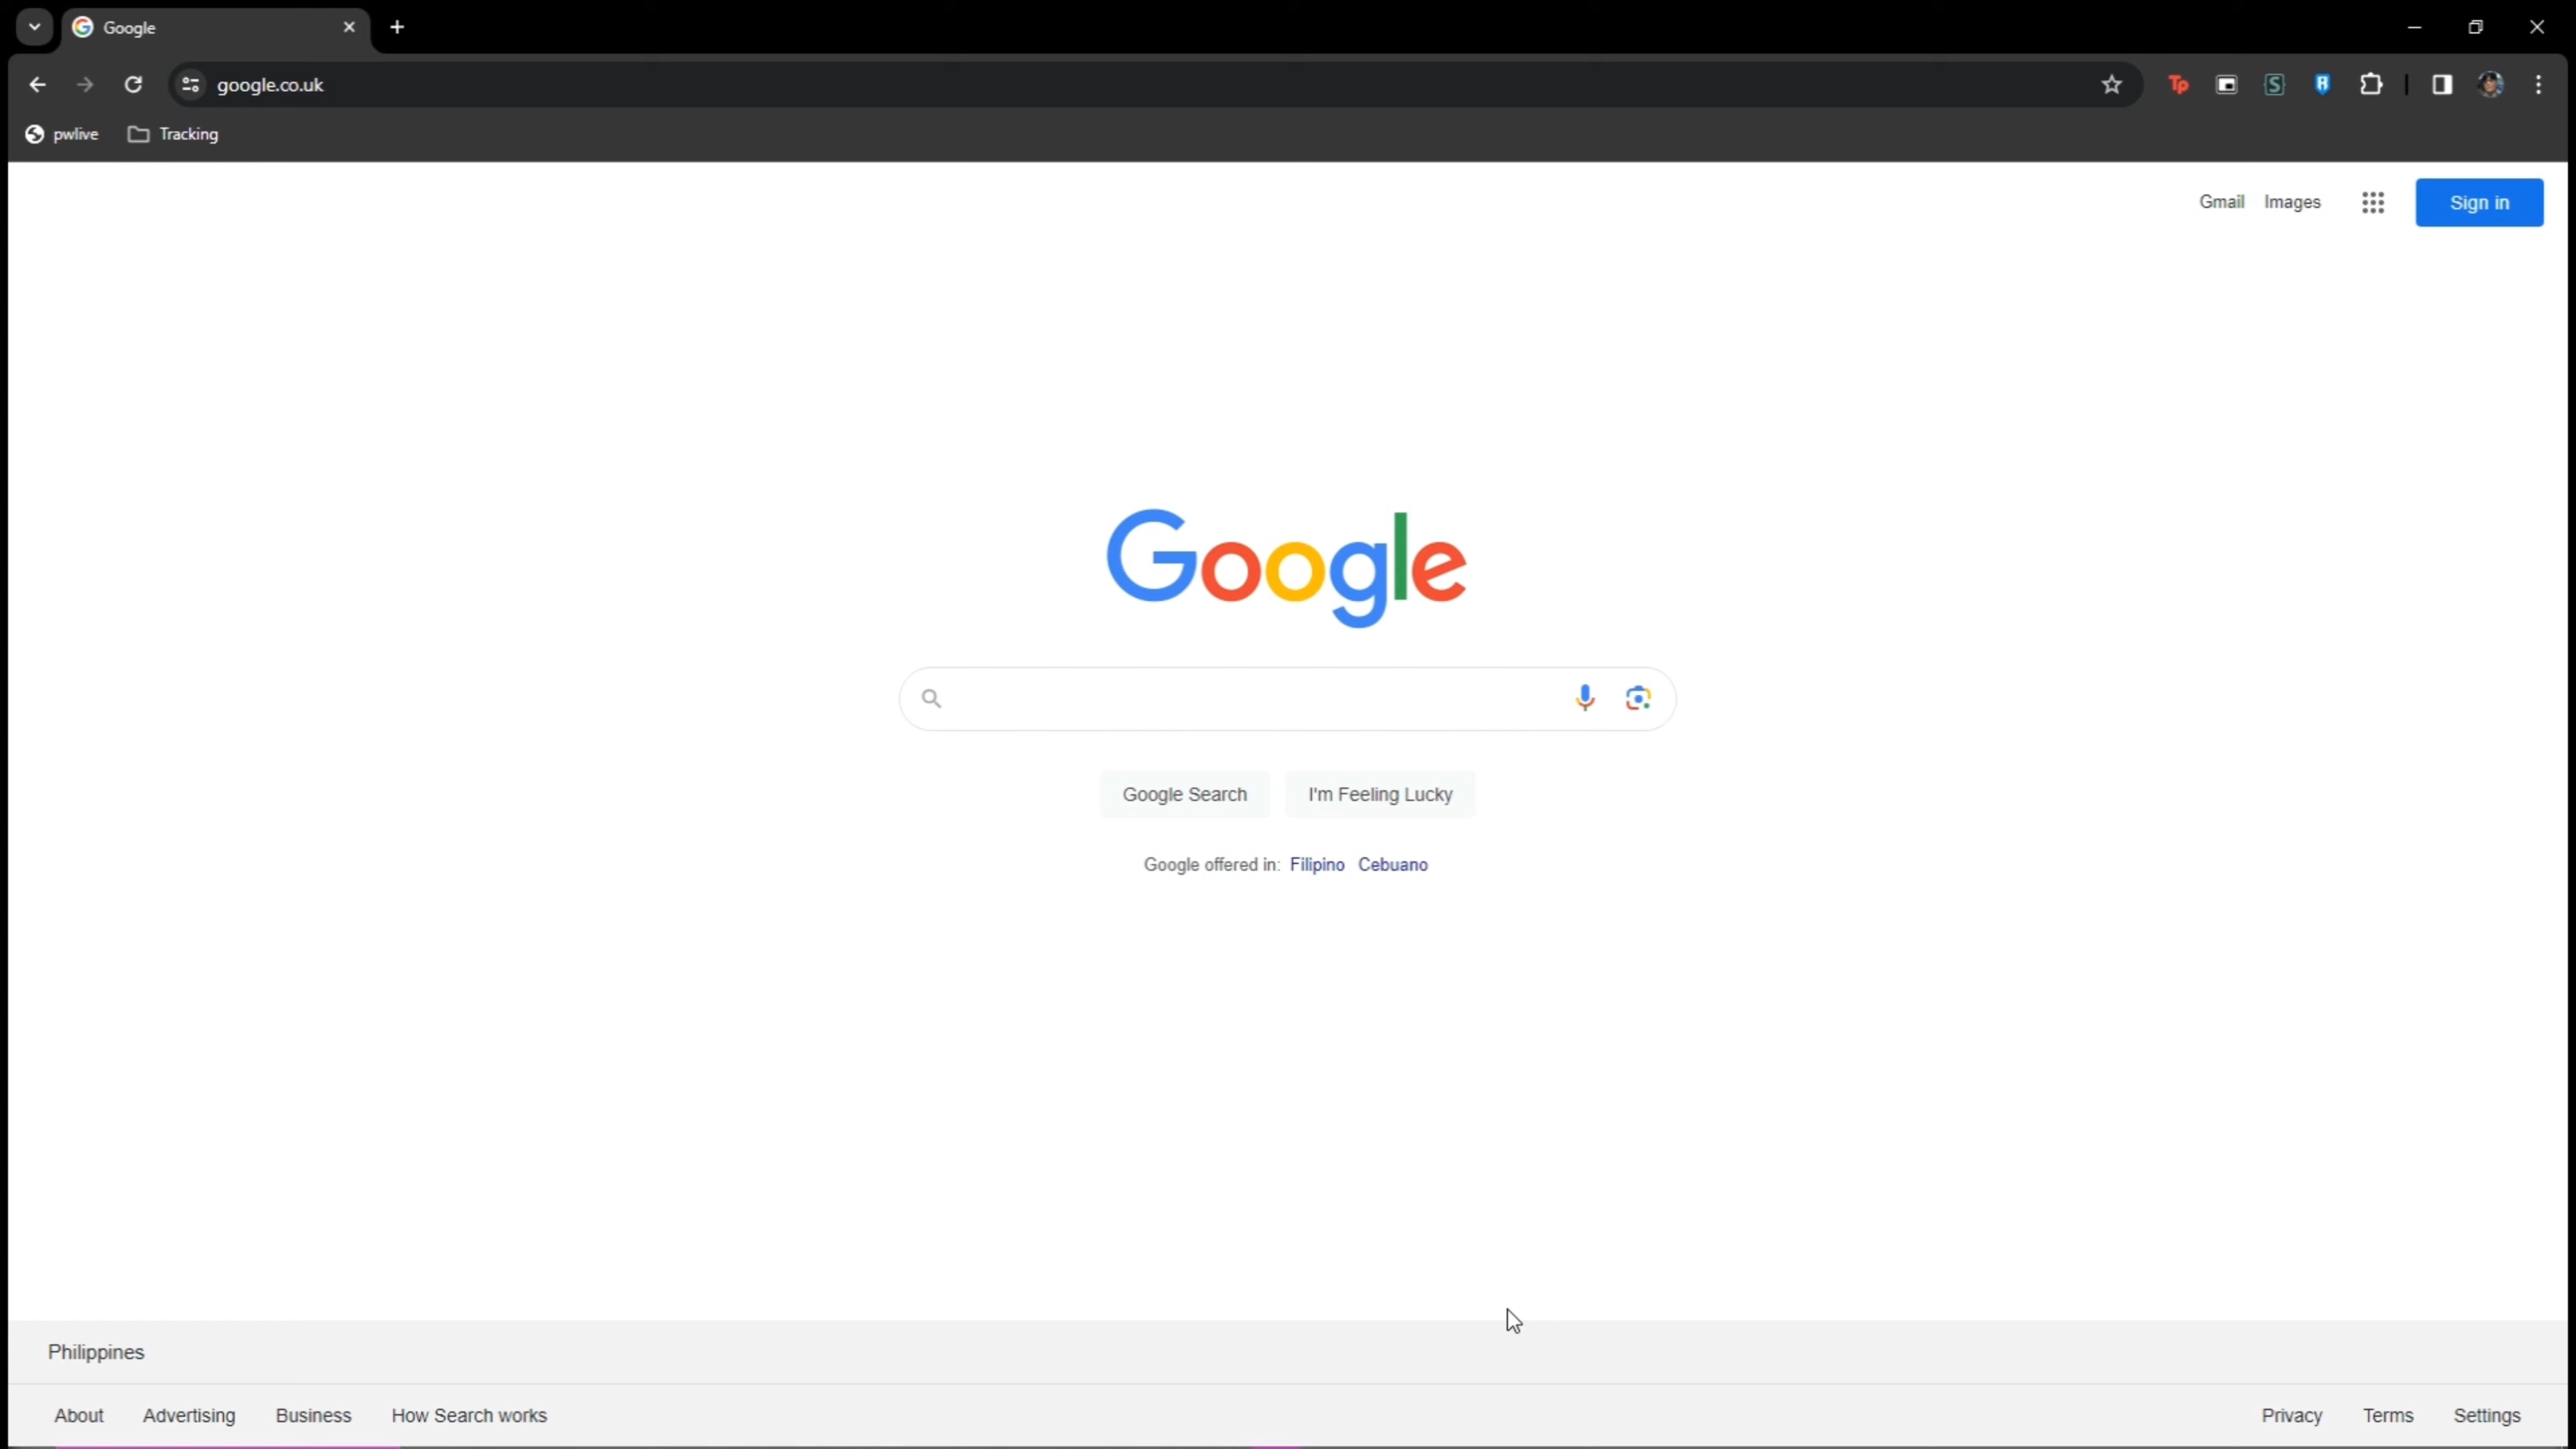 Google
google.co.uk
pwlive Tracking
Gmail Images Sign in
Google
Google Search I'm Feeling Lucky
Google offered in: Filipino Cebuano
Philippines
About Advertising Business How Search works Privacy Terms Settings